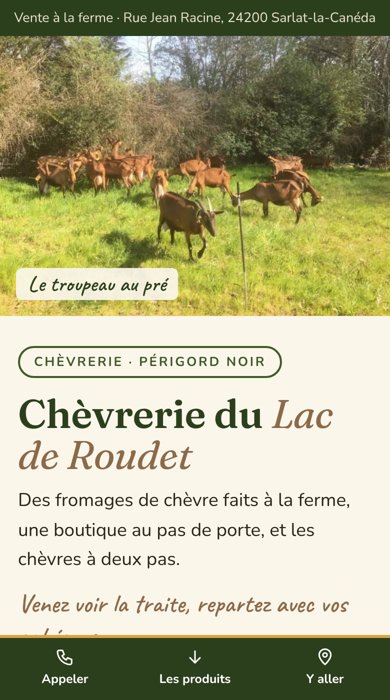 Vente à la ferme · Rue Jean Racine, 24200 Sarlat-la-Canéda
Le troupeau au pré
CHÈVRERIE · PÉRIGORD NOIR
Chèvrerie du Lac
de Roudet
Des fromages de chèvre faits à la ferme,
une boutique au pas de porte, et les
chèvres à deux pas.
Venez voir la traite, repartez avec vos
Appeler
Les produits
Y aller